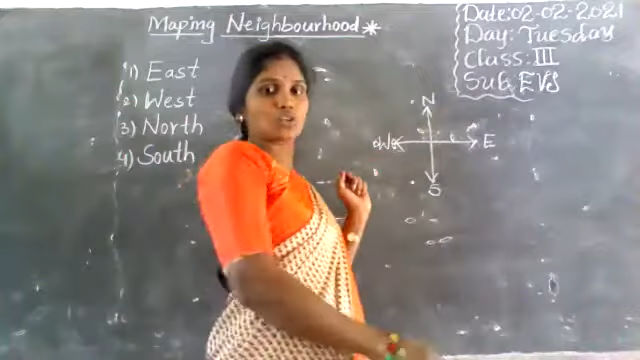 Maping Neighbourhood*
Date:02-02-2021
Day: Tuesday
Class: III
Sub: EVS
1) East
2) West
3) North
4) South
N
W
E
S